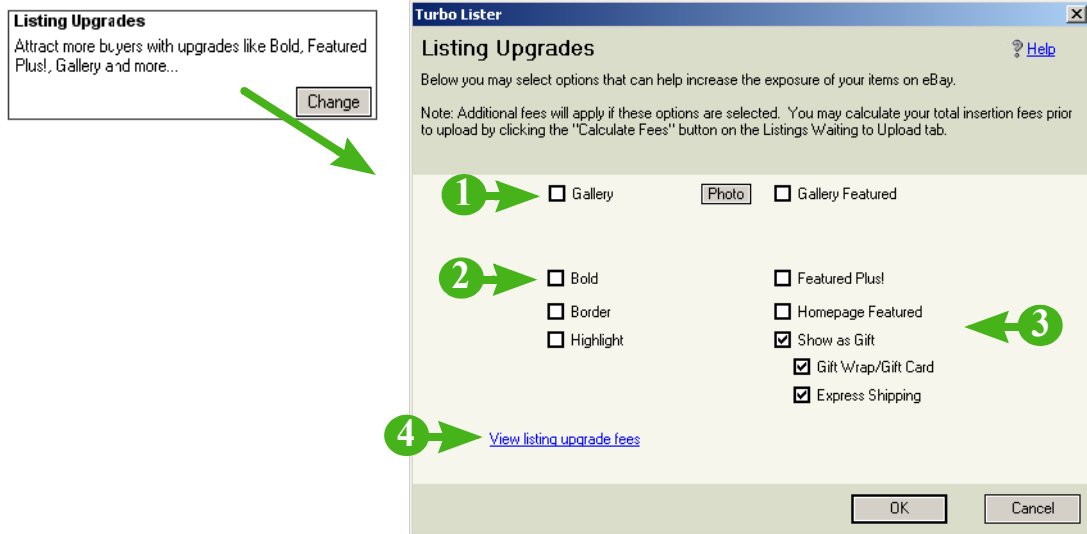 Listing Upgrades
Attract more buyers with upgrades like Bold, Featured
Plus!, Gallery and more...
Change
Turbo Lister
Listing Upgrades
Help
Below you may select options that can help increase the exposure of your items on eBay.
Note: Additional fees will apply if these options are selected. You may calculate your total insertion fees prior
to upload by clicking the "Calculate Fees" button on the Listings Waiting to Upload tab.
1 Gallery Photo Gallery Featured
2 Bold Featured Plus!
Border Homepage Featured
3
Highlight Show as Gift
Gift Wrap/Gift Card
Express Shipping
4 View listing upgrade fees
OK Cancel